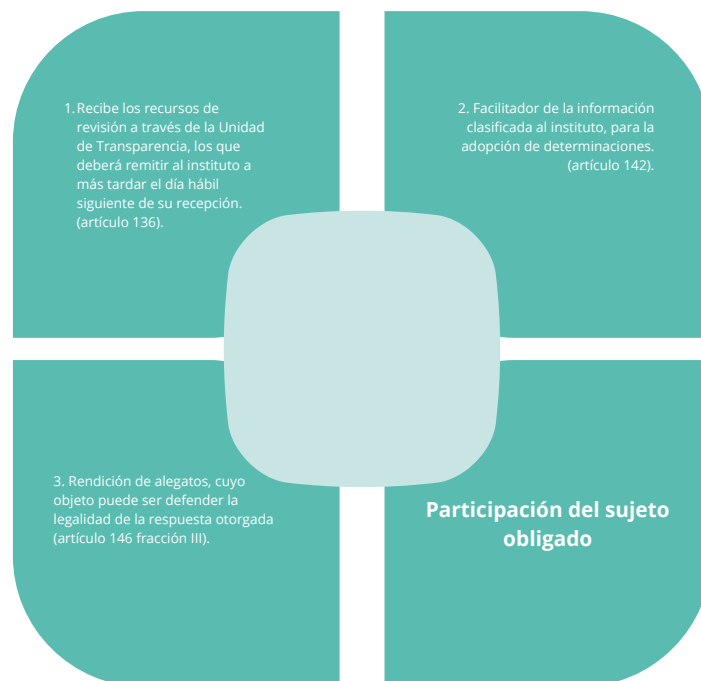 1. Recibe los recursos de
revisión a través de la Unidad
de Transparencia, los que
deberá remitir al instituto a
más tardar el día hábil
siguiente de su recepción.
(artículo 136).
2. Facilitador de la información
clasificada al instituto, para la
adopción de determinaciones.
(artículo 142).
3. Rendición de alegatos, cuyo
objeto puede ser defender la
legalidad de la respuesta otorgada
(artículo 146 fracción III).
Participación del sujeto
obligado